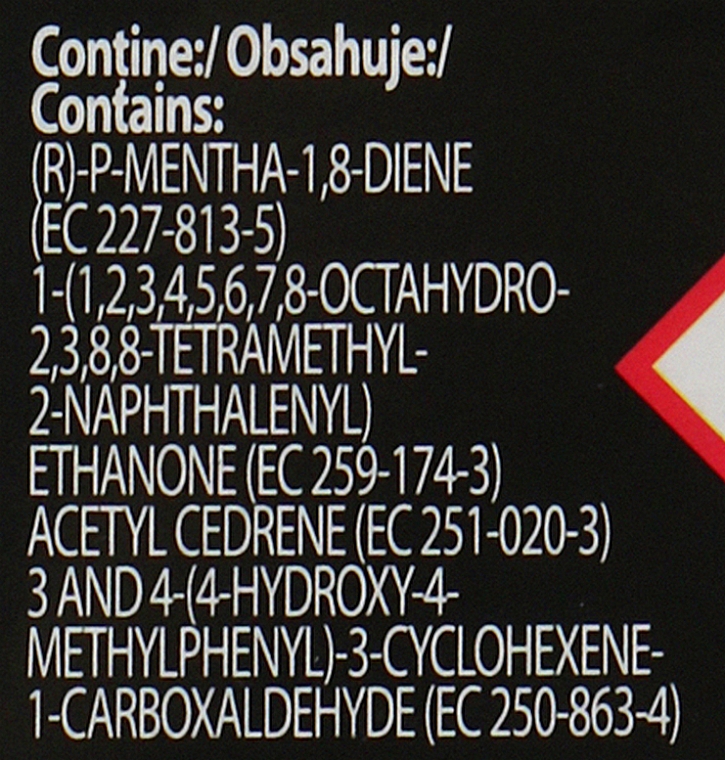 Contine:/ Obsahuje:/
Contains:
(R)-P-MENTHA-1,8-DIENE
(EC 227-813-5)
1-(1,2,3,4,5,6,7,8-OCTAHYDRO-
2,3,8,8-TETRAMETHYL-
2-NAPHTHALENYL)
ETHANONE (EC 259-174-3)
ACETYL CEDRENE (EC 251-020-3)
3 AND 4-(4-HYDROXY-4-
METHYLPHENYL)-3-CYCLOHEXENE-
1-CARBOXALDEHYDE (EC 250-863-4)